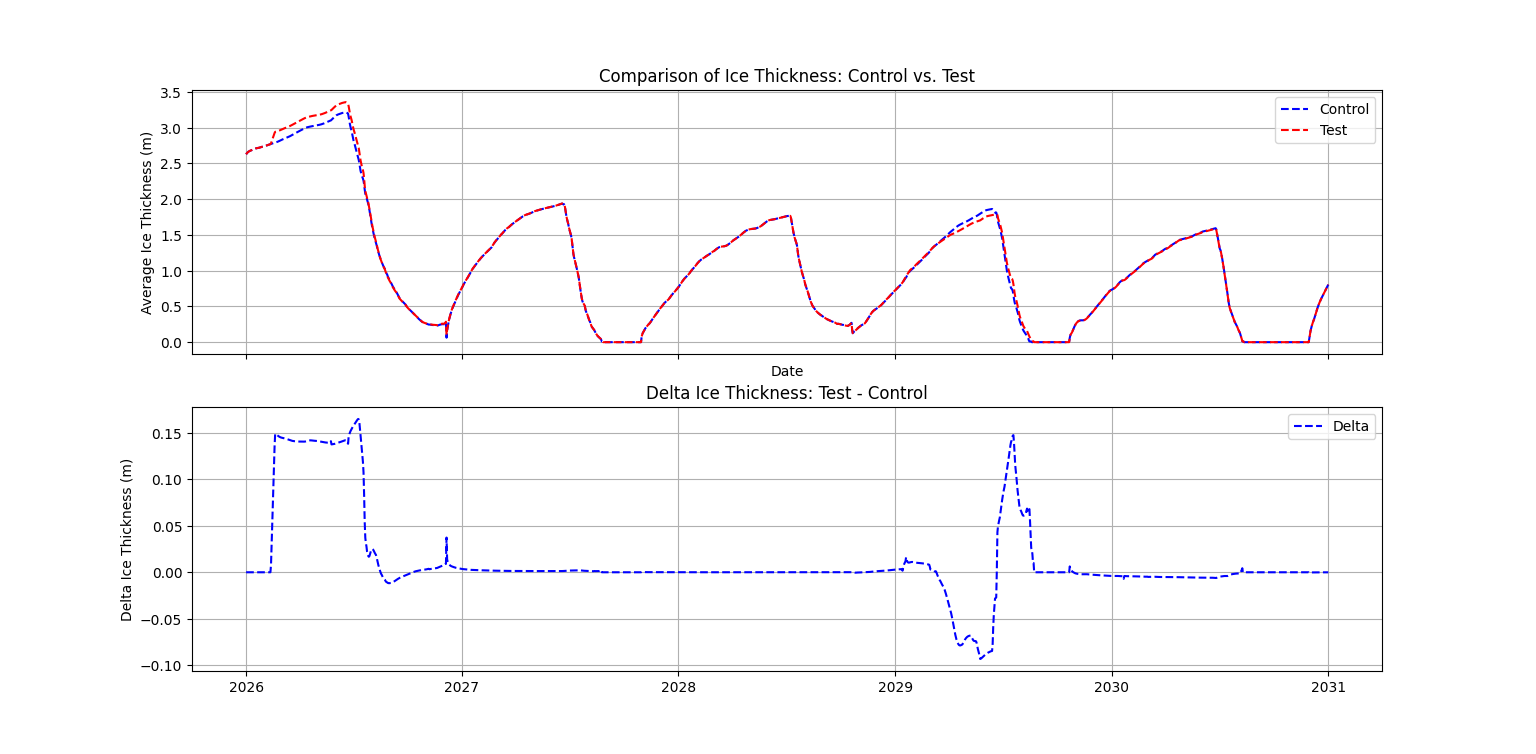 Comparison of Ice Thickness: Control vs. Test
Average Ice Thickness (m)
3.5
3.0
2.5
2.0
1.5
1.0
0.5
0.0
Control
Test
Date
Delta Ice Thickness: Test - Control
Delta Ice Thickness (m)
0.15
0.10
0.05
0.00
−0.05
−0.10
Delta
2026 2027 2028 2029 2030 2031